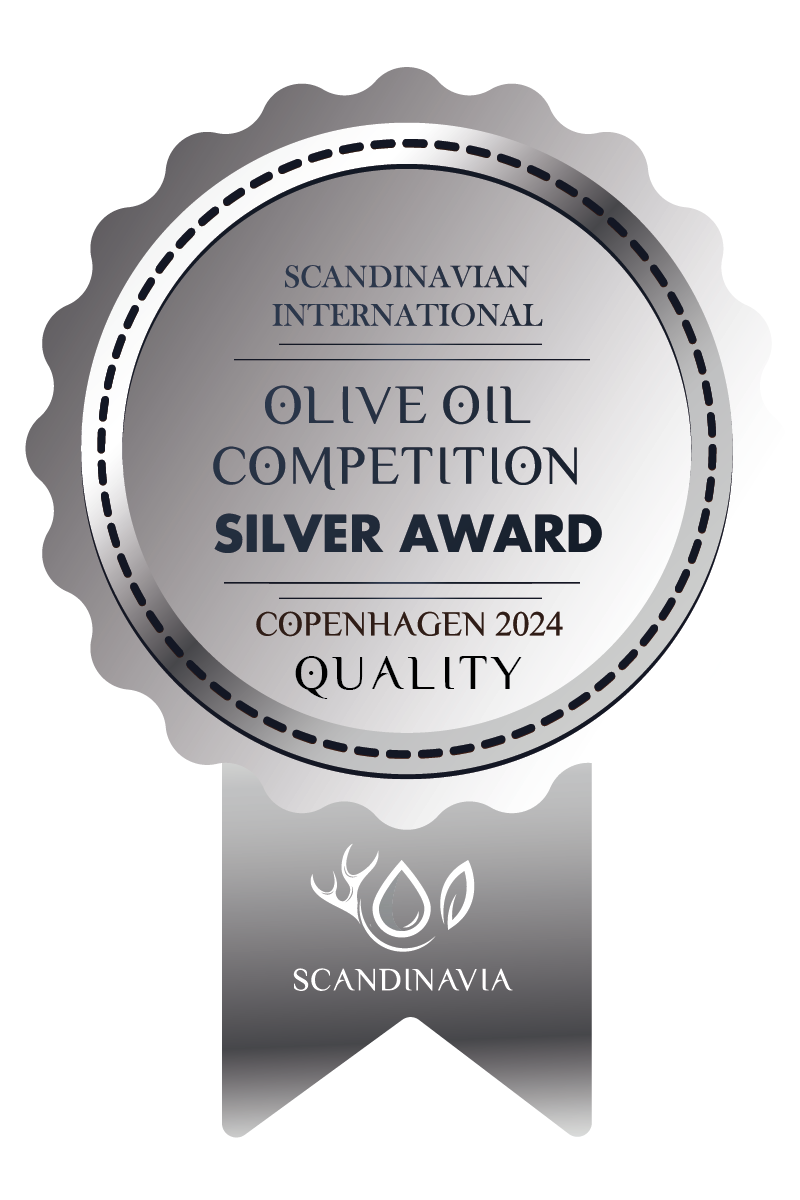 SCANDINAVIAN
INTERNATIONAL
OLIVE OIL
COMPETITION
SILVER AWARD
COPENHAGEN 2024
QUALITY
SCANDINAVIA